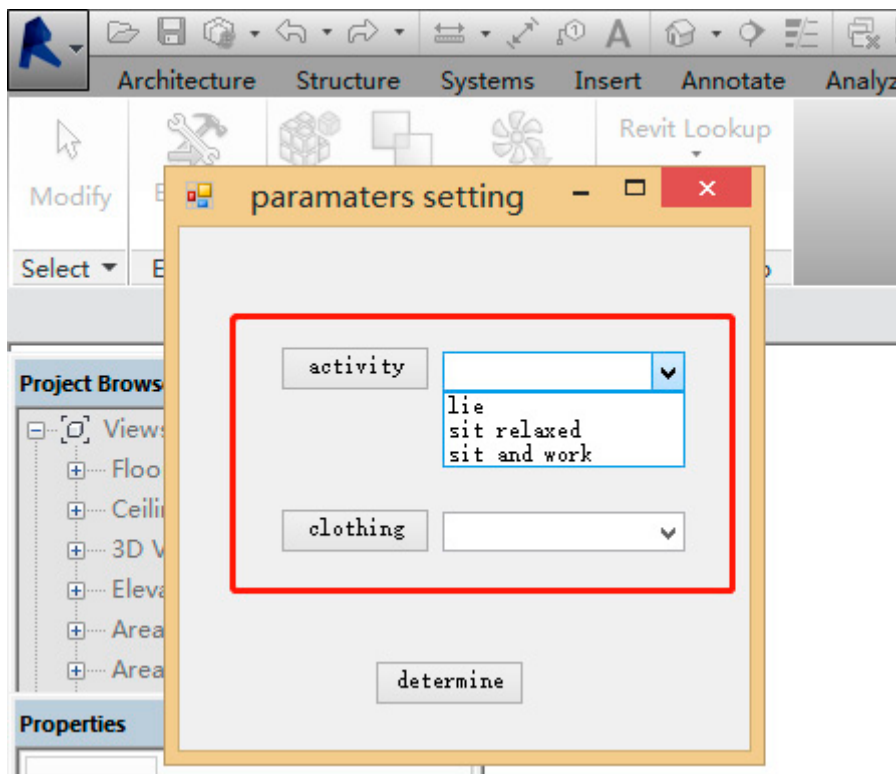 Architecture Structure Systems Insert Annotate Analyz
Revit Lookup
Modify
Select
paramaters setting
activity
lie
sit relaxed
sit and work
clothing
determine
Project Brows
Views
Floo
Ceilin
3D V
Eleva
Area
Area
Properties